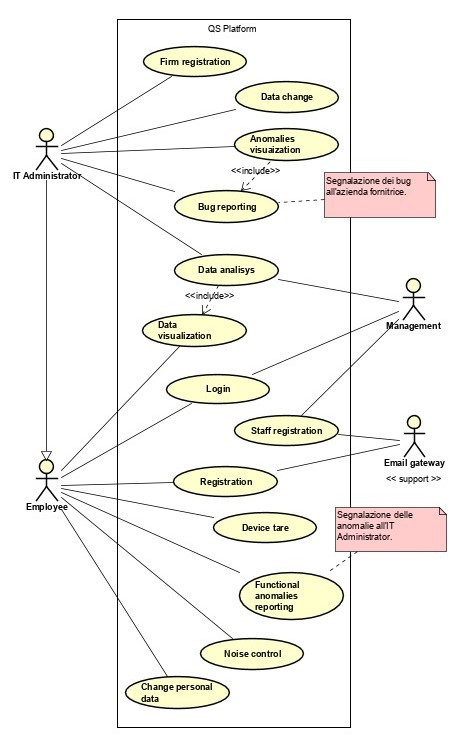 QS Platform
Firm registration
Data change
Anomalies
visuaization
<<include>>
IT Administrator
Segnalazione dei bug
all'azienda fornitrice.
Bug reporting
Data analisys
<<include>>
Data
visualization
Management
Login
Staff registration
Email gateway
<< support >>
Registration
Employee
Segnalazione delle
anomalie all'IT
Administrator.
Device tare
Functional
anomalies
reporting
Noise control
Change personal
data